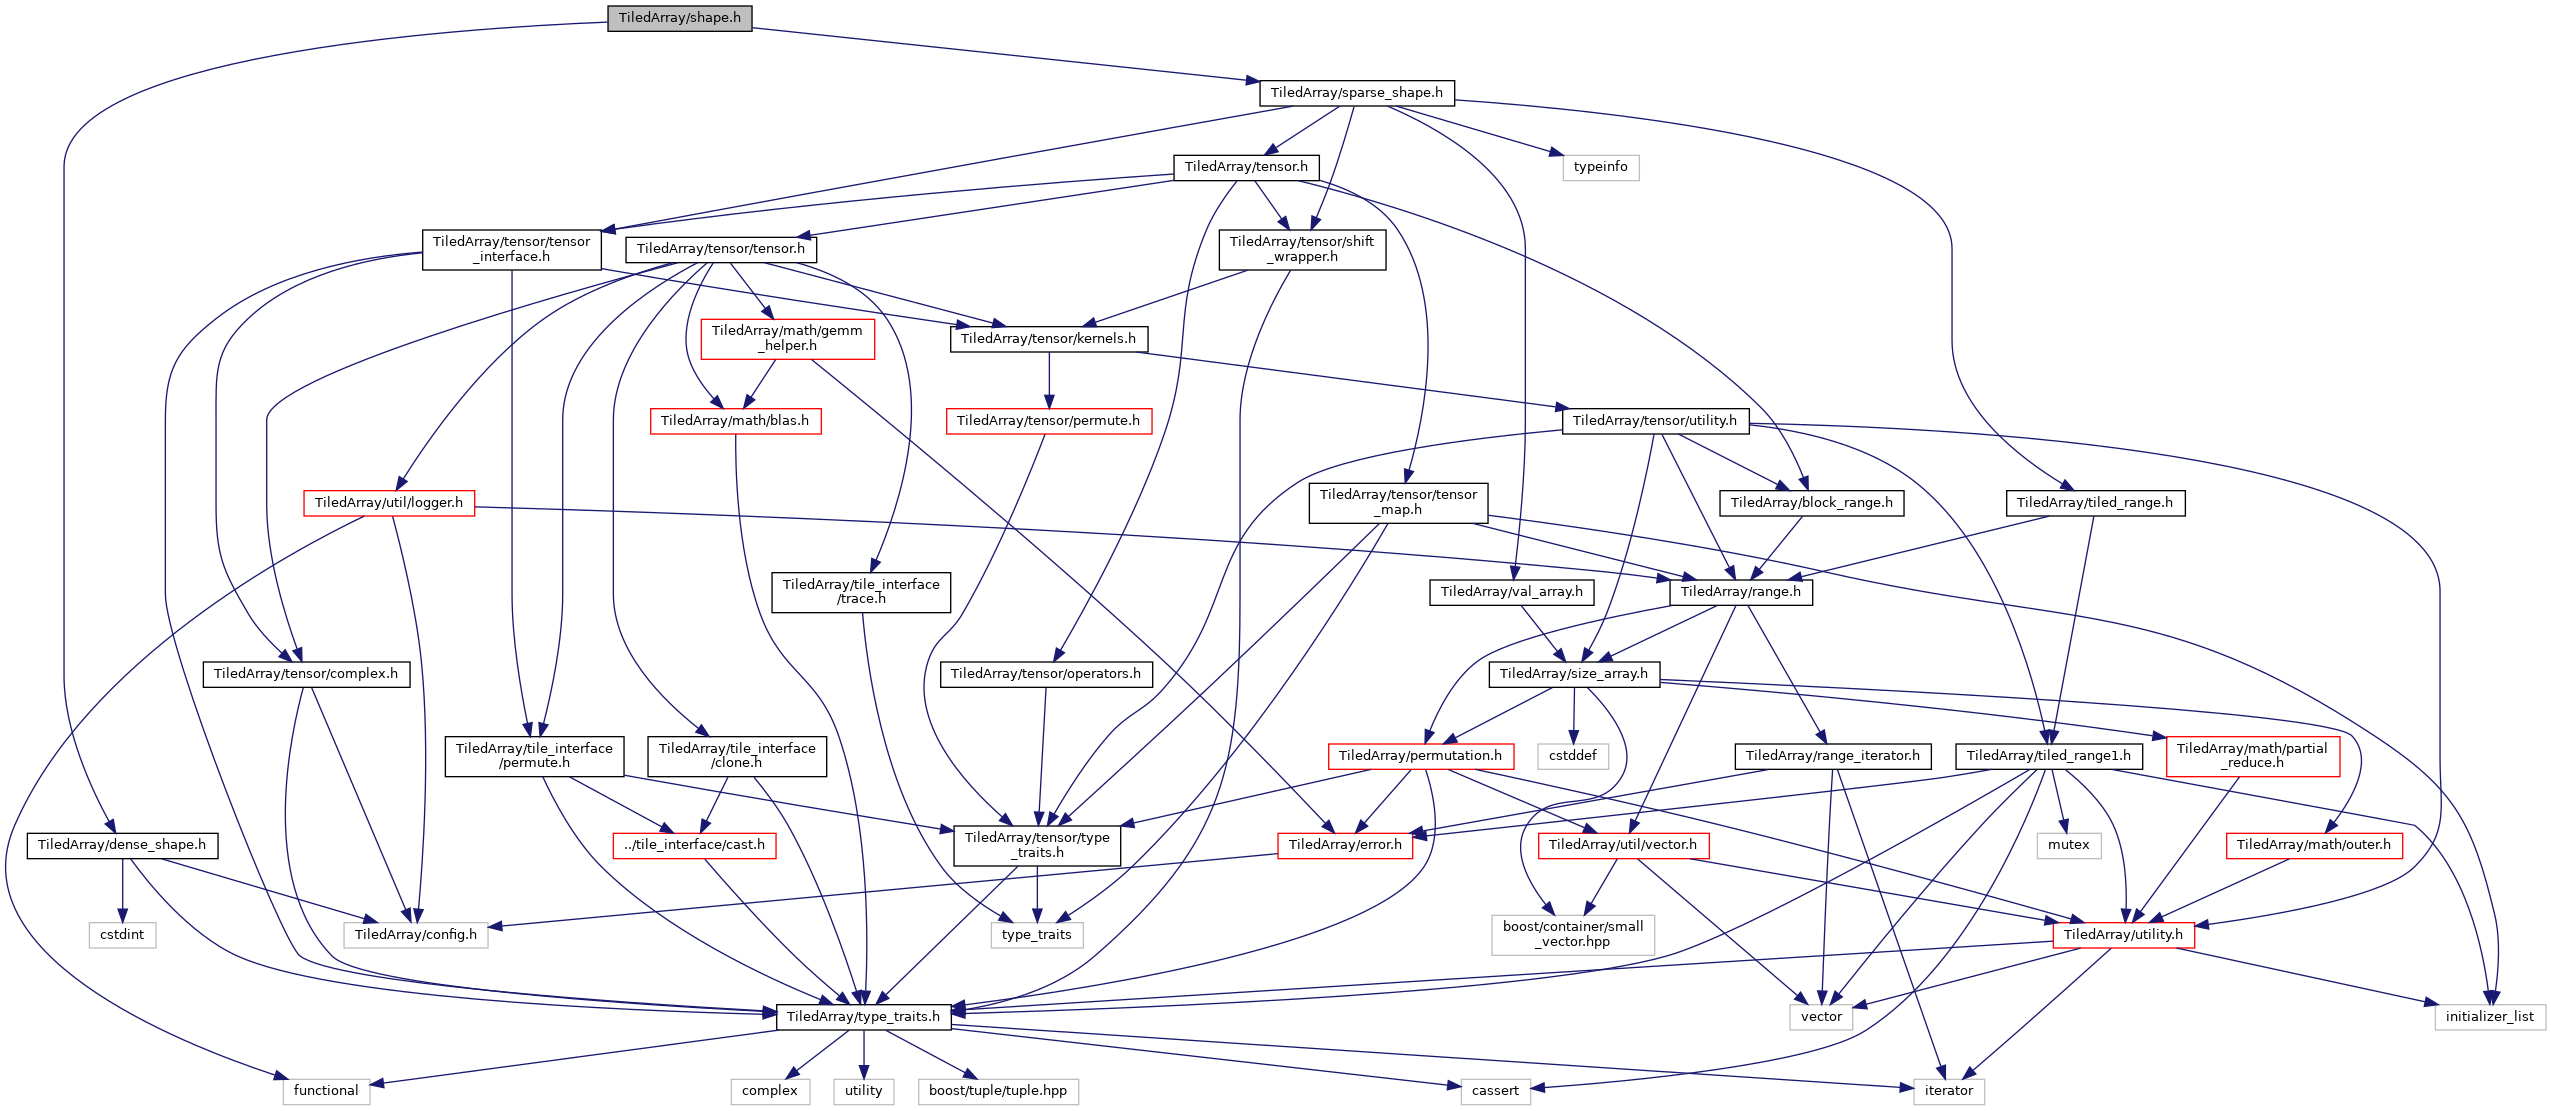 TiledArray/shape.h
TiledArray/sparse_shape.h
TiledArray/tensor.h
typeinfo
TiledArray/tensor/tensor
_interface.h
TiledArray/tensor/tensor.h
TiledArray/tensor/shift
_wrapper.h
TiledArray/math/gemm
_helper.h
TiledArray/tensor/kernels.h
TiledArray/math/blas.h
TiledArray/tensor/permute.h
TiledArray/tensor/utility.h
TiledArray/util/logger.h
TiledArray/tensor/tensor
_map.h
TiledArray/block_range.h
TiledArray/tiled_range.h
TiledArray/tile_interface
/trace.h
TiledArray/val_array.h
TiledArray/range.h
TiledArray/tensor/complex.h
TiledArray/tensor/operators.h
TiledArray/size_array.h
TiledArray/tile_interface
/permute.h
TiledArray/tile_interface
/clone.h
TiledArray/permutation.h
cstddef
TiledArray/range_iterator.h
TiledArray/tiled_range1.h
TiledArray/math/partial
_reduce.h
TiledArray/dense_shape.h
../tile_interface/cast.h
TiledArray/tensor/type
_traits.h
TiledArray/error.h
TiledArray/util/vector.h
mutex
TiledArray/math/outer.h
cstdint
TiledArray/config.h
type_traits
boost/container/small
_vector.hpp
TiledArray/utility.h
TiledArray/type_traits.h
vector
initializer_list
functional
complex
utility
boost/tuple/tuple.hpp
cassert
iterator